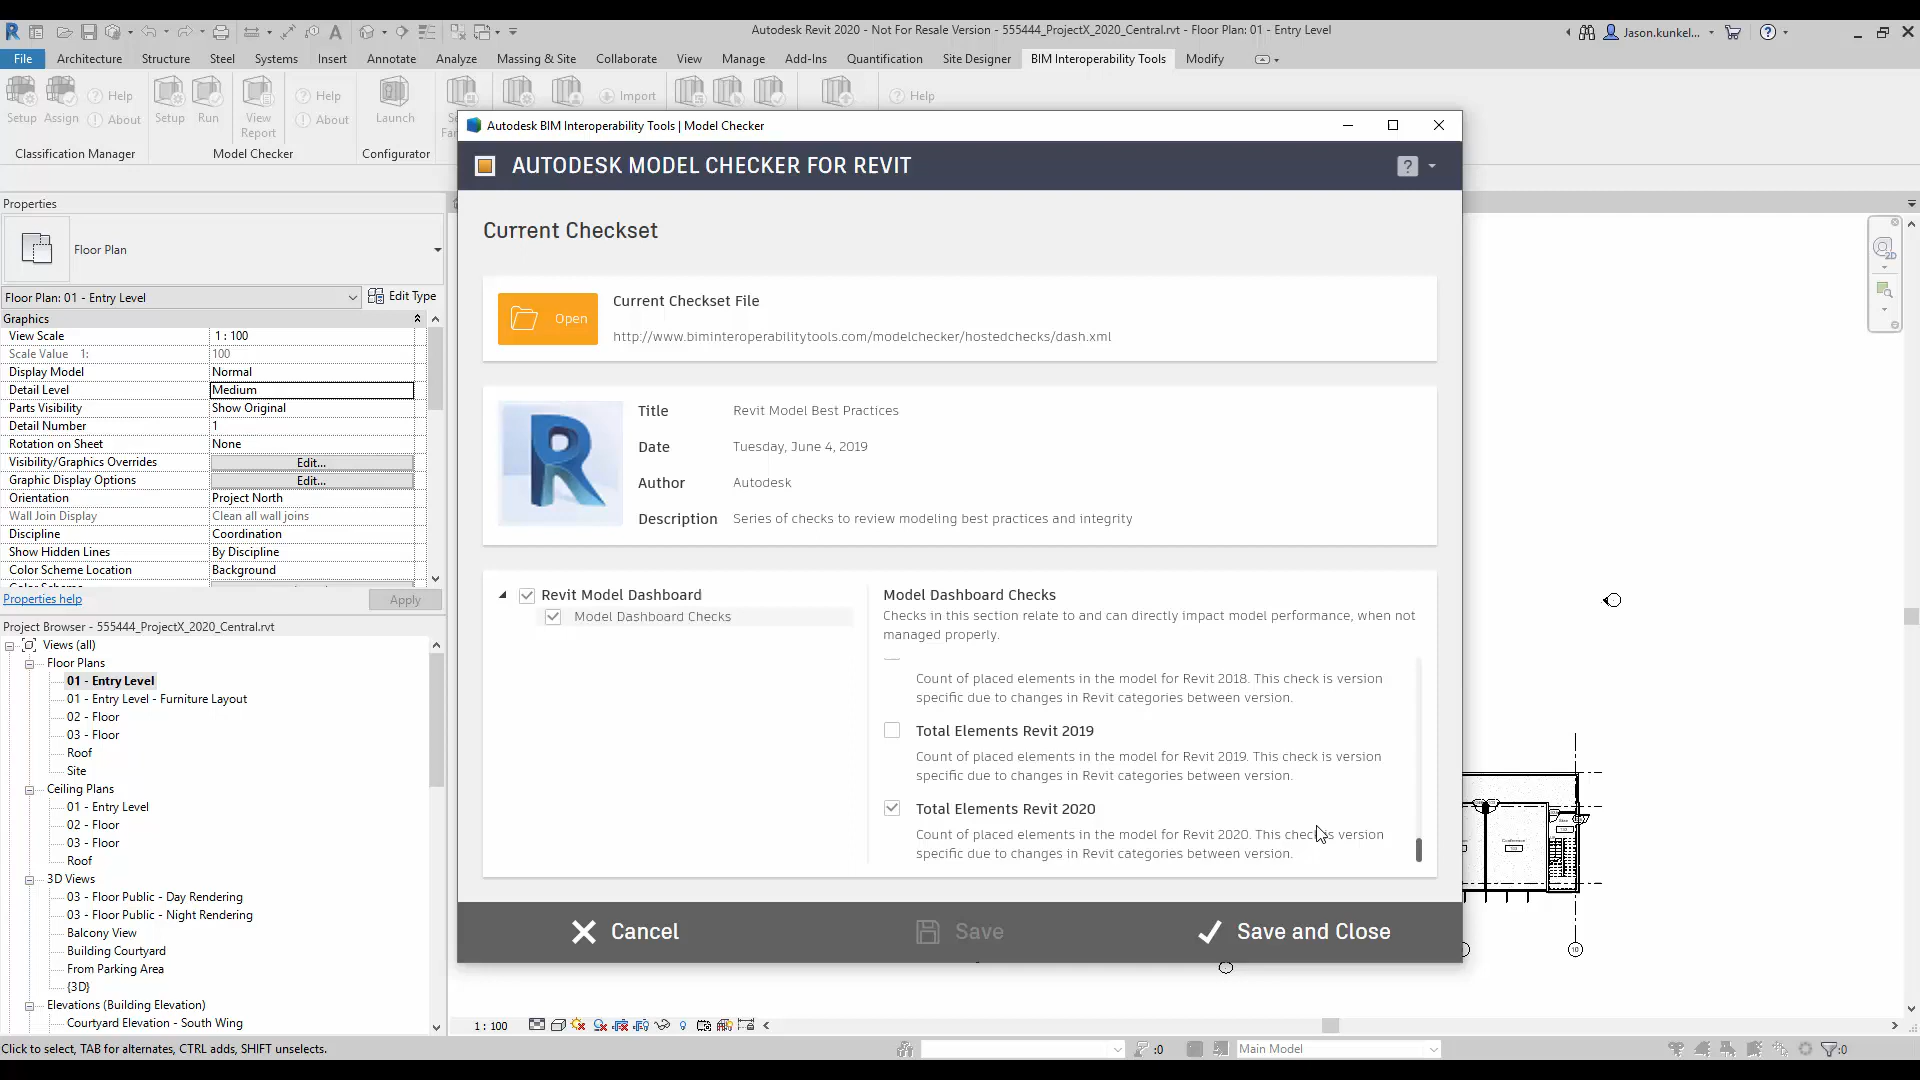 Autodesk Revit 2020 - Not For Resale Version - 555444_ProjectX_2020_Central.rvt - Floor Plan: 01 - Entry Level
Jason.kunkel...
File Architecture Structure Steel Systems Insert Annotate Analyze Massing & Site Collaborate View Manage Add-Ins Quantification Site Designer BIM Interoperability Tools Modify
Help Help Import Help
Setup Assign About Setup Run View Report About Launch
Classification Manager Model Checker Configurator
Autodesk BIM Interoperability Tools | Model Checker
AUTODESK MODEL CHECKER FOR REVIT
Current Checkset
Open
Current Checkset File
http://www.biminteroperabilitytools.com/modelchecker/hostedchecks/dash.xml
Title Revit Model Best Practices
Date Tuesday, June 4, 2019
Author Autodesk
Description Series of checks to review modeling best practices and integrity
Revit Model Dashboard
Model Dashboard Checks
Model Dashboard Checks
Checks in this section relate to and can directly impact model performance, when not
managed properly.
Count of placed elements in the model for Revit 2018. This check is version
specific due to changes in Revit categories between version.
Total Elements Revit 2019
Count of placed elements in the model for Revit 2019. This check is version
specific due to changes in Revit categories between version.
Total Elements Revit 2020
Count of placed elements in the model for Revit 2020. This check is version
specific due to changes in Revit categories between version.
Cancel Save Save and Close
Properties
Floor Plan
Floor Plan: 01 - Entry Level Edit Type
Graphics
View Scale 1 : 100
Scale Value 1: 100
Display Model Normal
Detail Level Medium
Parts Visibility Show Original
Detail Number 1
Rotation on Sheet None
Visibility/Graphics Overrides Edit...
Graphic Display Options Edit...
Orientation Project North
Wall Join Display Clean all wall joins
Discipline Coordination
Show Hidden Lines By Discipline
Color Scheme Location Background
Properties help Apply
Project Browser - 555444_ProjectX_2020_Central.rvt
Views (all)
Floor Plans
01 - Entry Level
01 - Entry Level - Furniture Layout
02 - Floor
03 - Floor
Roof
Site
Ceiling Plans
01 - Entry Level
02 - Floor
03 - Floor
Roof
3D Views
03 - Floor Public - Day Rendering
03 - Floor Public - Night Rendering
Balcony View
Building Courtyard
From Parking Area
{3D}
Elevations (Building Elevation)
Courtyard Elevation - South Wing
1 : 100
Click to select, TAB for alternates, CTRL adds, SHIFT unselects.
:0 Main Model :0